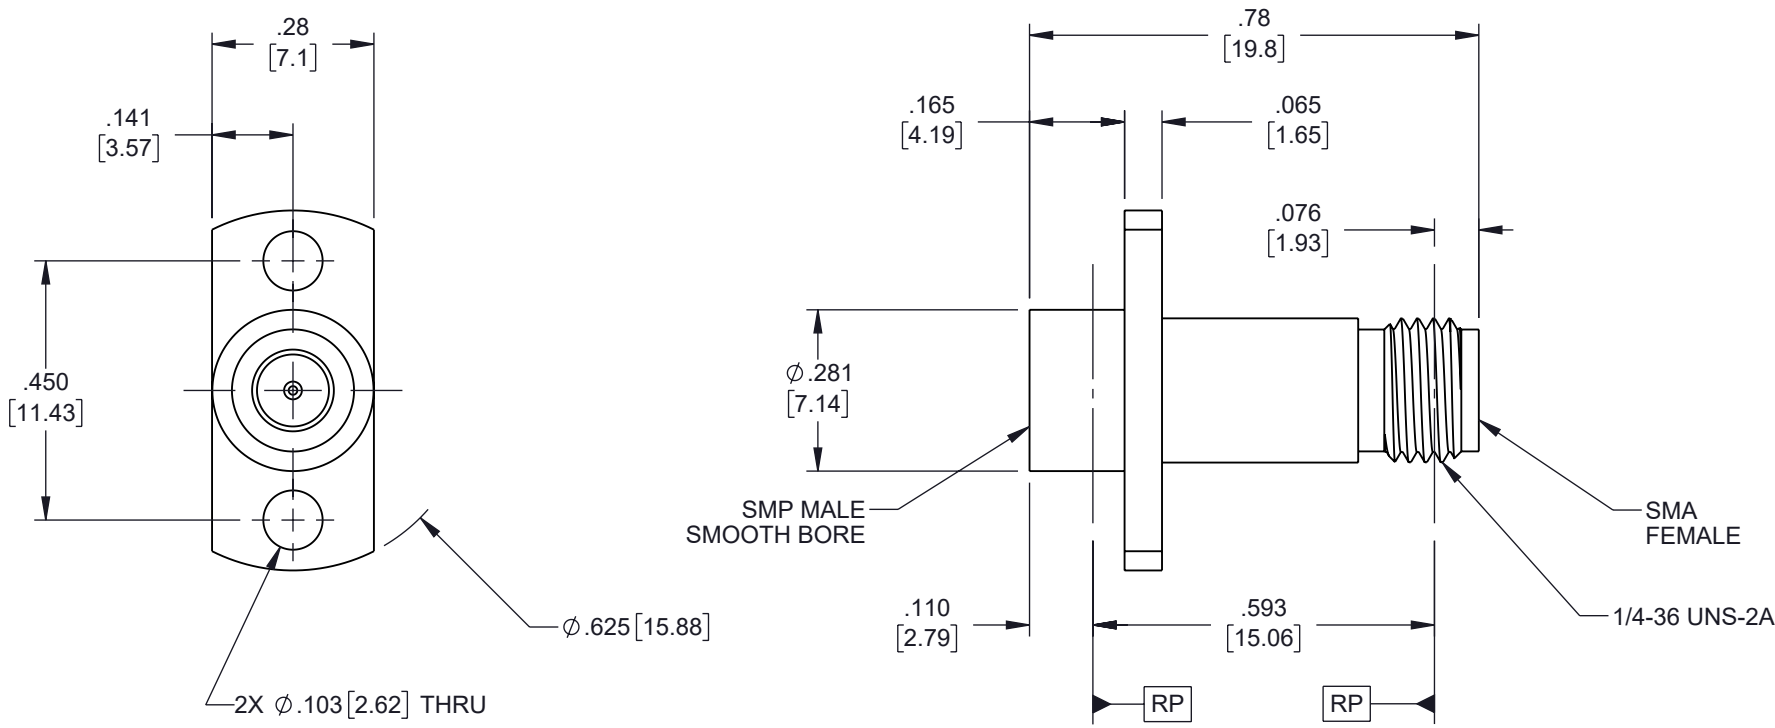 .28
[7.1]
.141
[3.57]
.450
[11.43]
Ø.625[15.88]
2X Ø.103[2.62] THRU
.78
[19.8]
.165
[4.19]
.065
[1.65]
.076
[1.93]
Ø.281
[7.14]
SMP MALE
SMOOTH BORE
SMA
FEMALE
.110
[2.79]
.593
[15.06]
1/4-36 UNS-2A
RP
RP